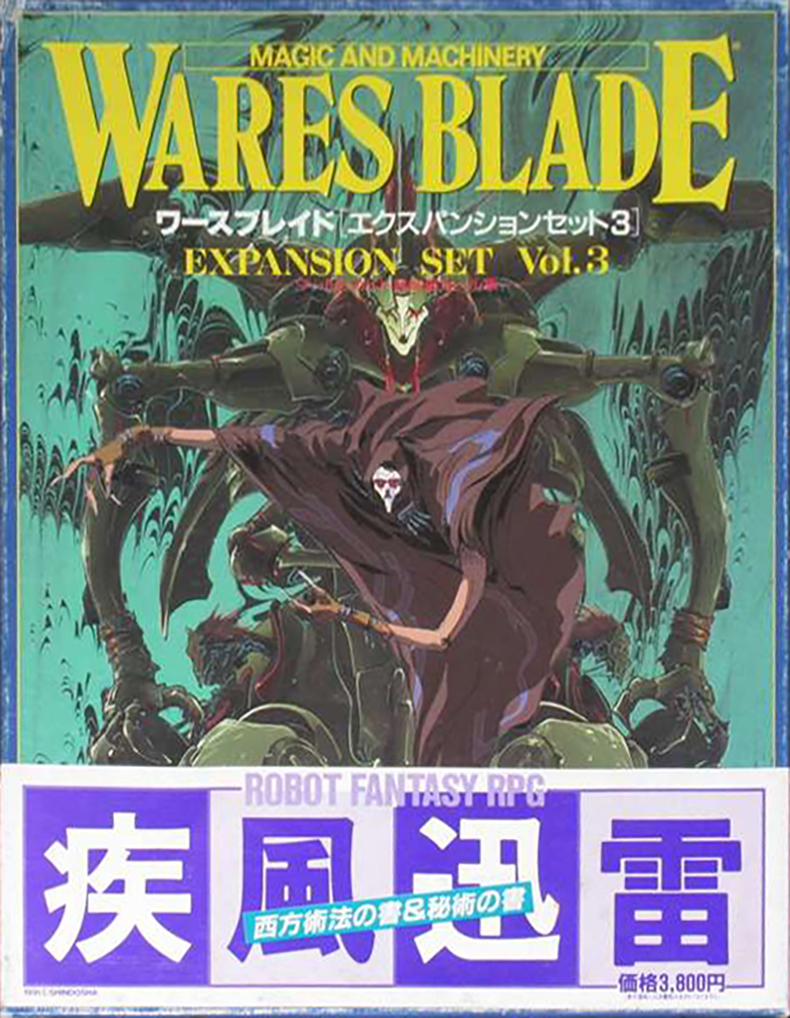 MAGIC AND MACHINERY
WARES BLADE
ワースブレイド[エクスパンションセット3]
EXPANSION SET Vol.3
ROBOT FANTASY RPG
疾風迅雷
西方術法の書&秘術の書
価格3,800円
SHINDOSHA